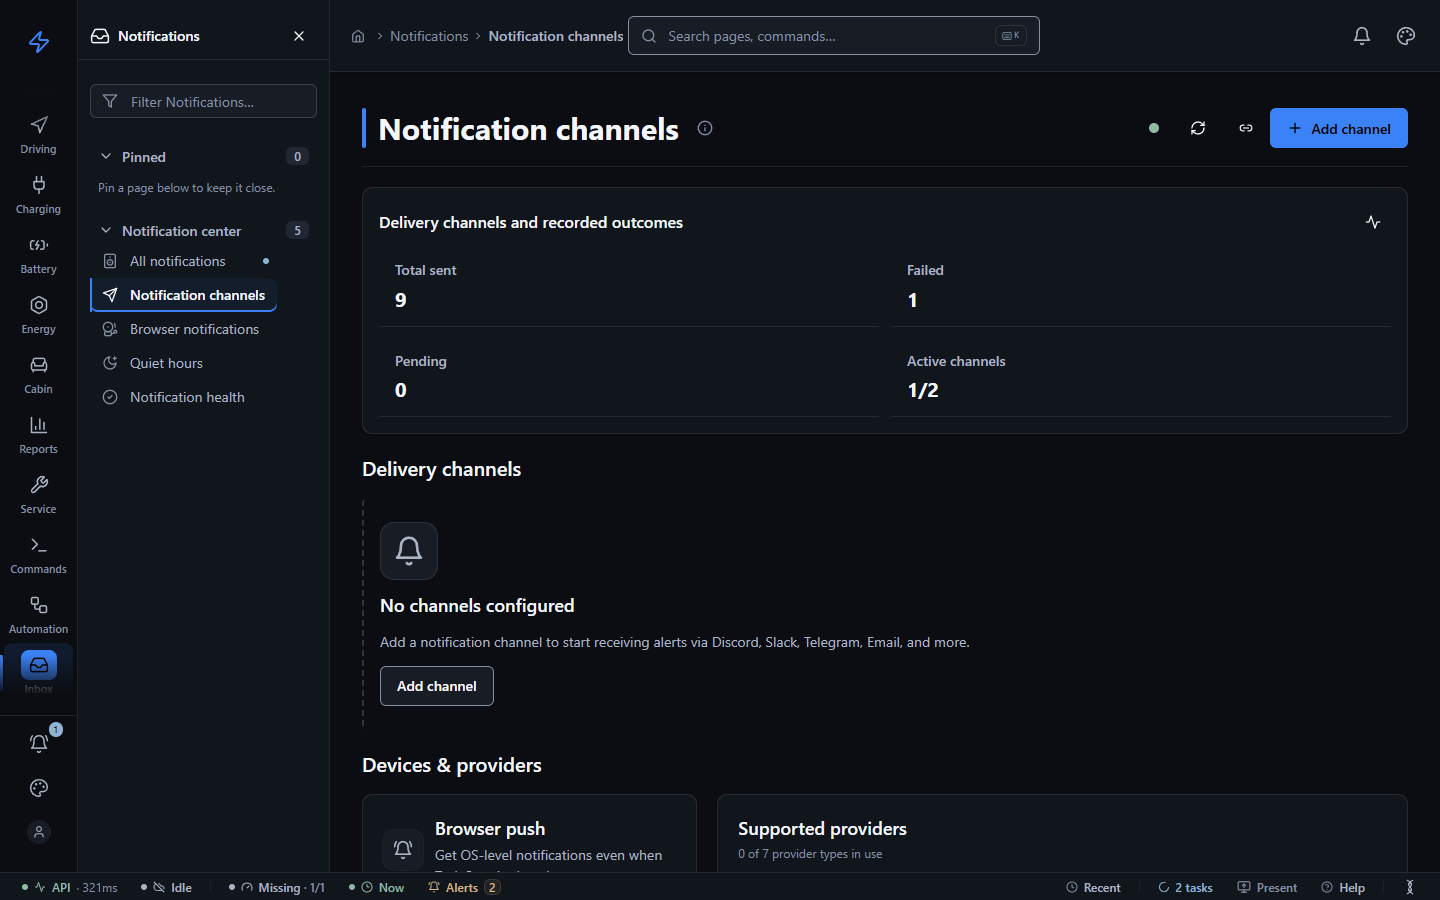 Notifications
Notifications
Notification channels
Search pages, commands...
K
Filter Notifications...
Pinned
0
Pin a page below to keep it close.
Notification center
5
All notifications
Notification channels
Browser notifications
Quiet hours
Notification health
Driving
Charging
Battery
Energy
Cabin
Reports
Service
Commands
Automation
Inbox
1
Notification channels
Add channel
Delivery channels and recorded outcomes
Total sent
9
Failed
1
Pending
0
Active channels
1/2
Delivery channels
No channels configured
Add a notification channel to start receiving alerts via Discord, Slack, Telegram, Email, and more.
Add channel
Devices & providers
Browser push
Get OS-level notifications even when
Supported providers
0 of 7 provider types in use
API · 321ms
Idle
Missing · 1/1
Now
Alerts 2
Recent
2 tasks
Present
Help